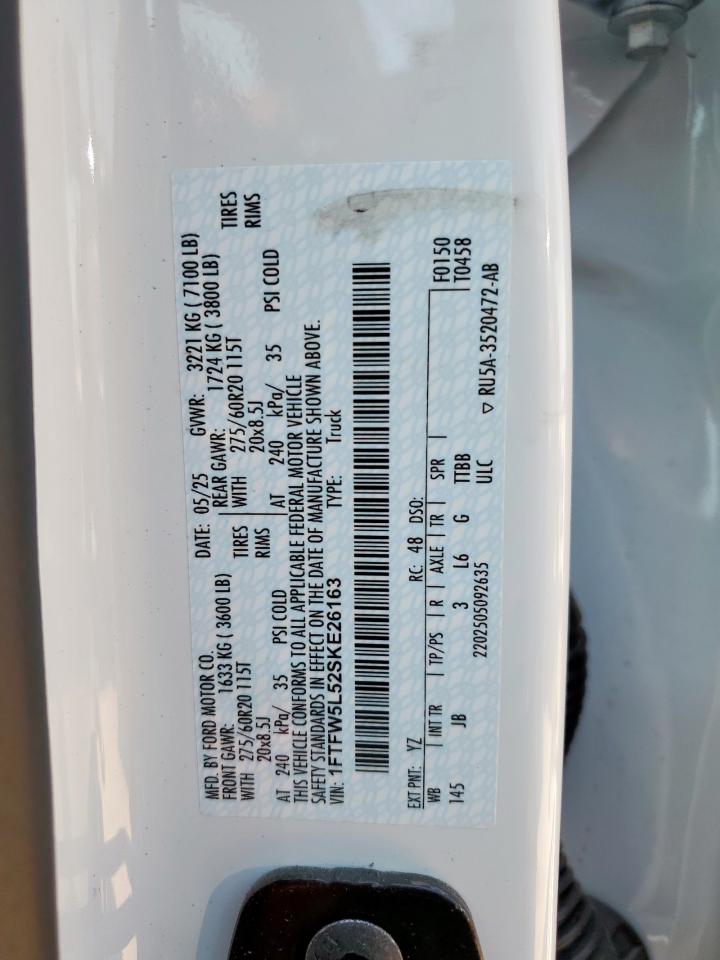 MFD. BY FORD MOTOR CO. DATE: 05/25 GVWR: 3221 KG ( 7100 LB)
FRONT GAWR: 1633 KG ( 3600 LB) REAR GAWR: 1724 KG ( 3800 LB)
WITH 275/60R20 115T TIRES WITH 275/60R20 115T TIRES
20x8.5J RIMS 20x8.5J RIMS
AT 240 kPa/ 35 PSI COLD AT 240 kPa/ 35 PSI COLD
THIS VEHICLE CONFORMS TO ALL APPLICABLE FEDERAL MOTOR VEHICLE
SAFETY STANDARDS IN EFFECT ON THE DATE OF MANUFACTURE SHOWN ABOVE.
VIN: 1FTFW5L52SKE26163 TYPE: Truck
EXT PNT: YZ RC: 48 DSO: F0150
WB INT TR TP/PS R AXLE TR SPR T0458
145 JB 3 L6 G TTBB
2202505092635 ULC ▽ RU5A-3520472-AB